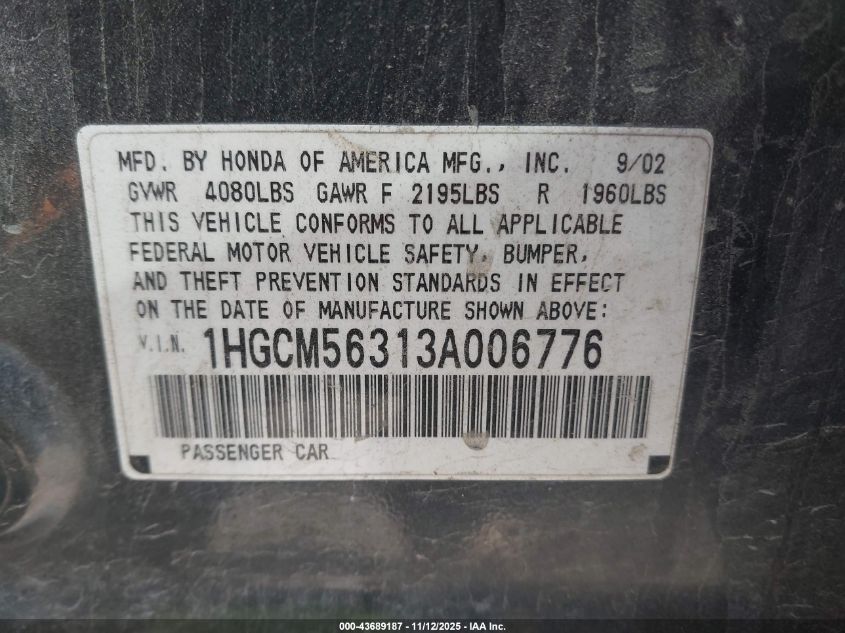 MFD. BY HONDA OF AMERICA MFG., INC. 9/02
GVWR 4080LBS GAWR F 2195LBS R 1960LBS
THIS VEHICLE CONFORMS TO ALL APPLICABLE
FEDERAL MOTOR VEHICLE SAFETY, BUMPER,
AND THEFT PREVENTION STANDARDS IN EFFECT
ON THE DATE OF MANUFACTURE SHOWN ABOVE:
V.I.N. 1HGCM56313A006776
PASSENGER CAR
000-43689187 - 11/12/2025 - IAA Inc.